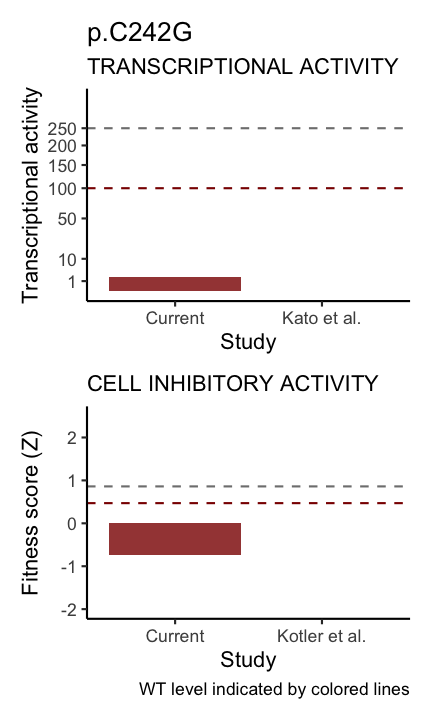 p.C242G
TRANSCRIPTIONAL ACTIVITY
Transcriptional activity
250
200
150
100
50
10
1
Current
Kato et al.
Study
CELL INHIBITORY ACTIVITY
Fitness score (Z)
2
1
0
-1
-2
Current
Kotler et al.
Study
WT level indicated by colored lines